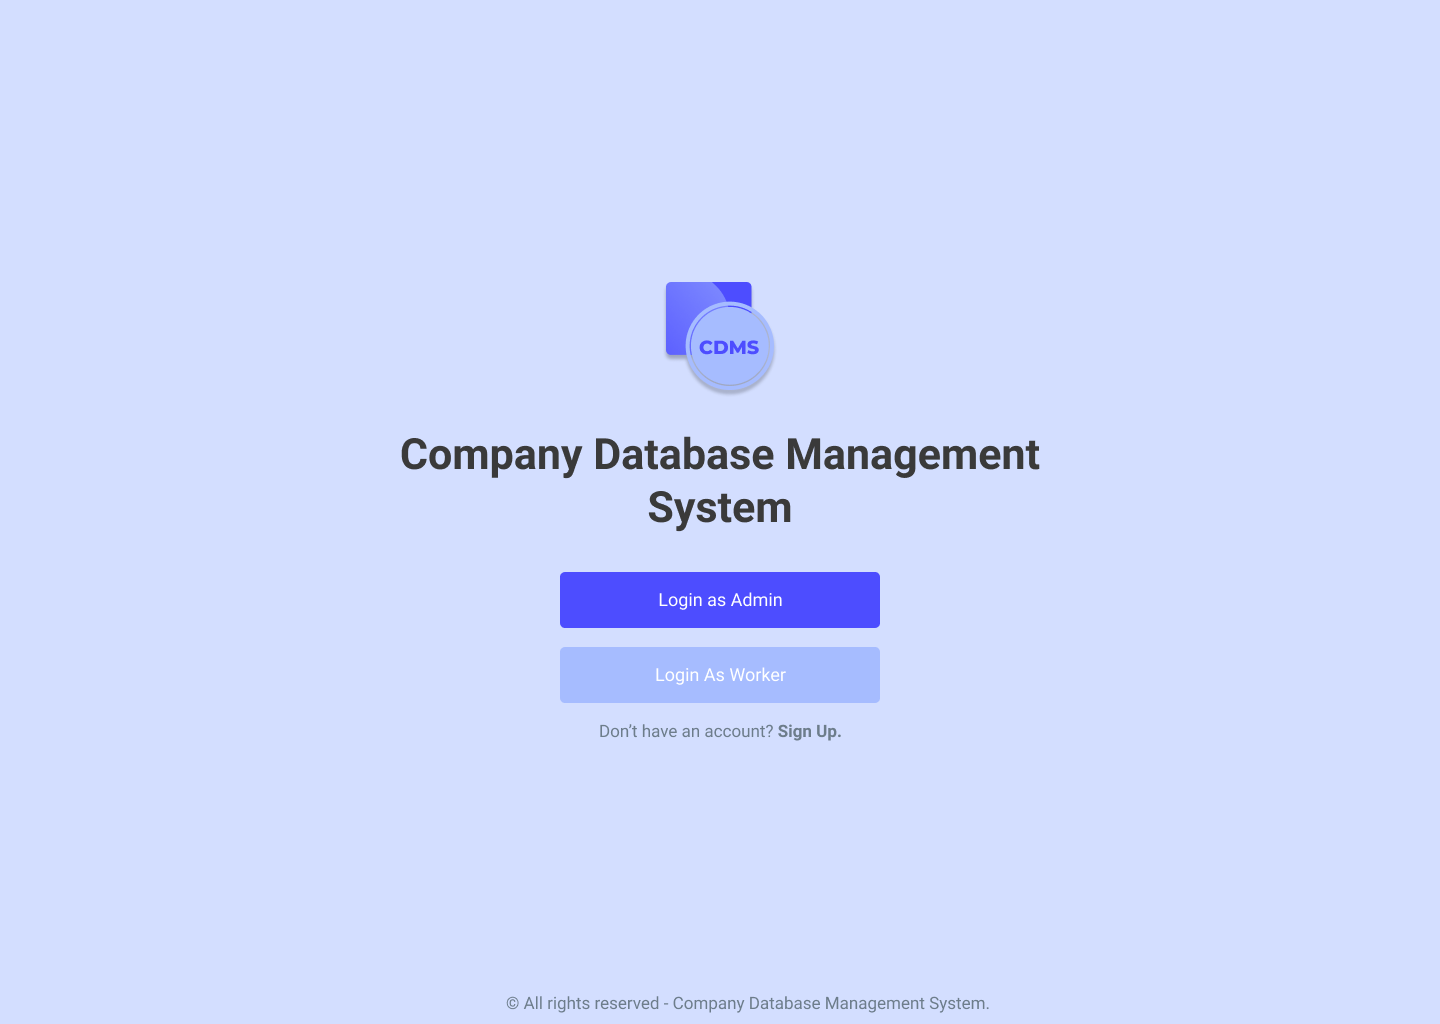 CDMS
Company Database Management
System
Login as Admin
Login As Worker
Don’t have an account? Sign Up.
© All rights reserved - Company Database Management System.